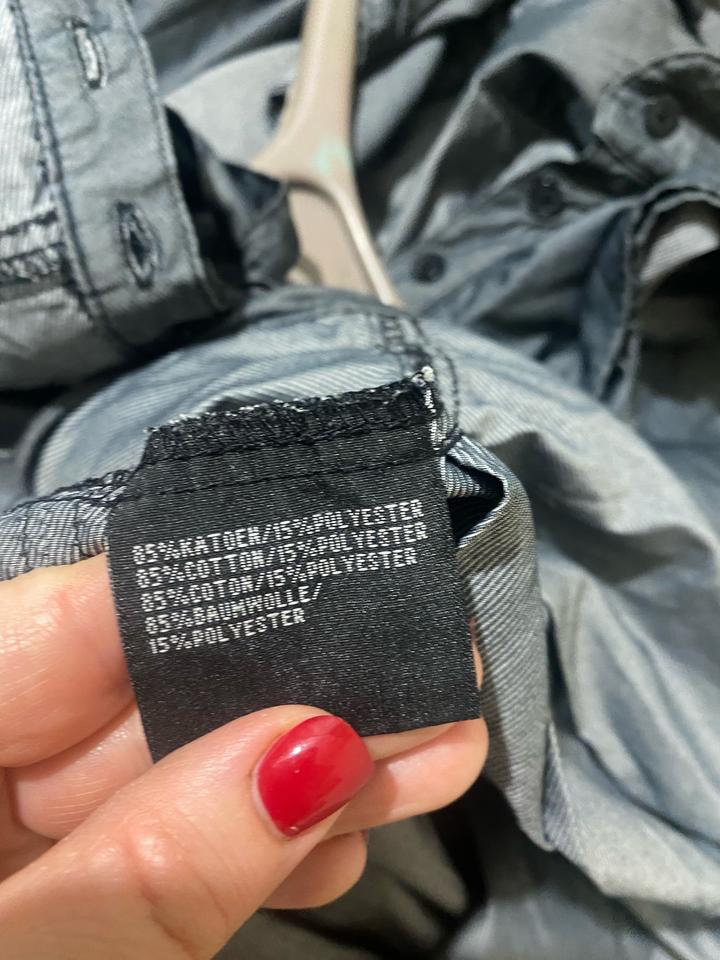 85%KATOEN/15%POLYESTER
85%COTTON/15%POLYESTER
85%COTON/15%POLYESTER
85%BAUMWOLLE/
15%POLYESTER